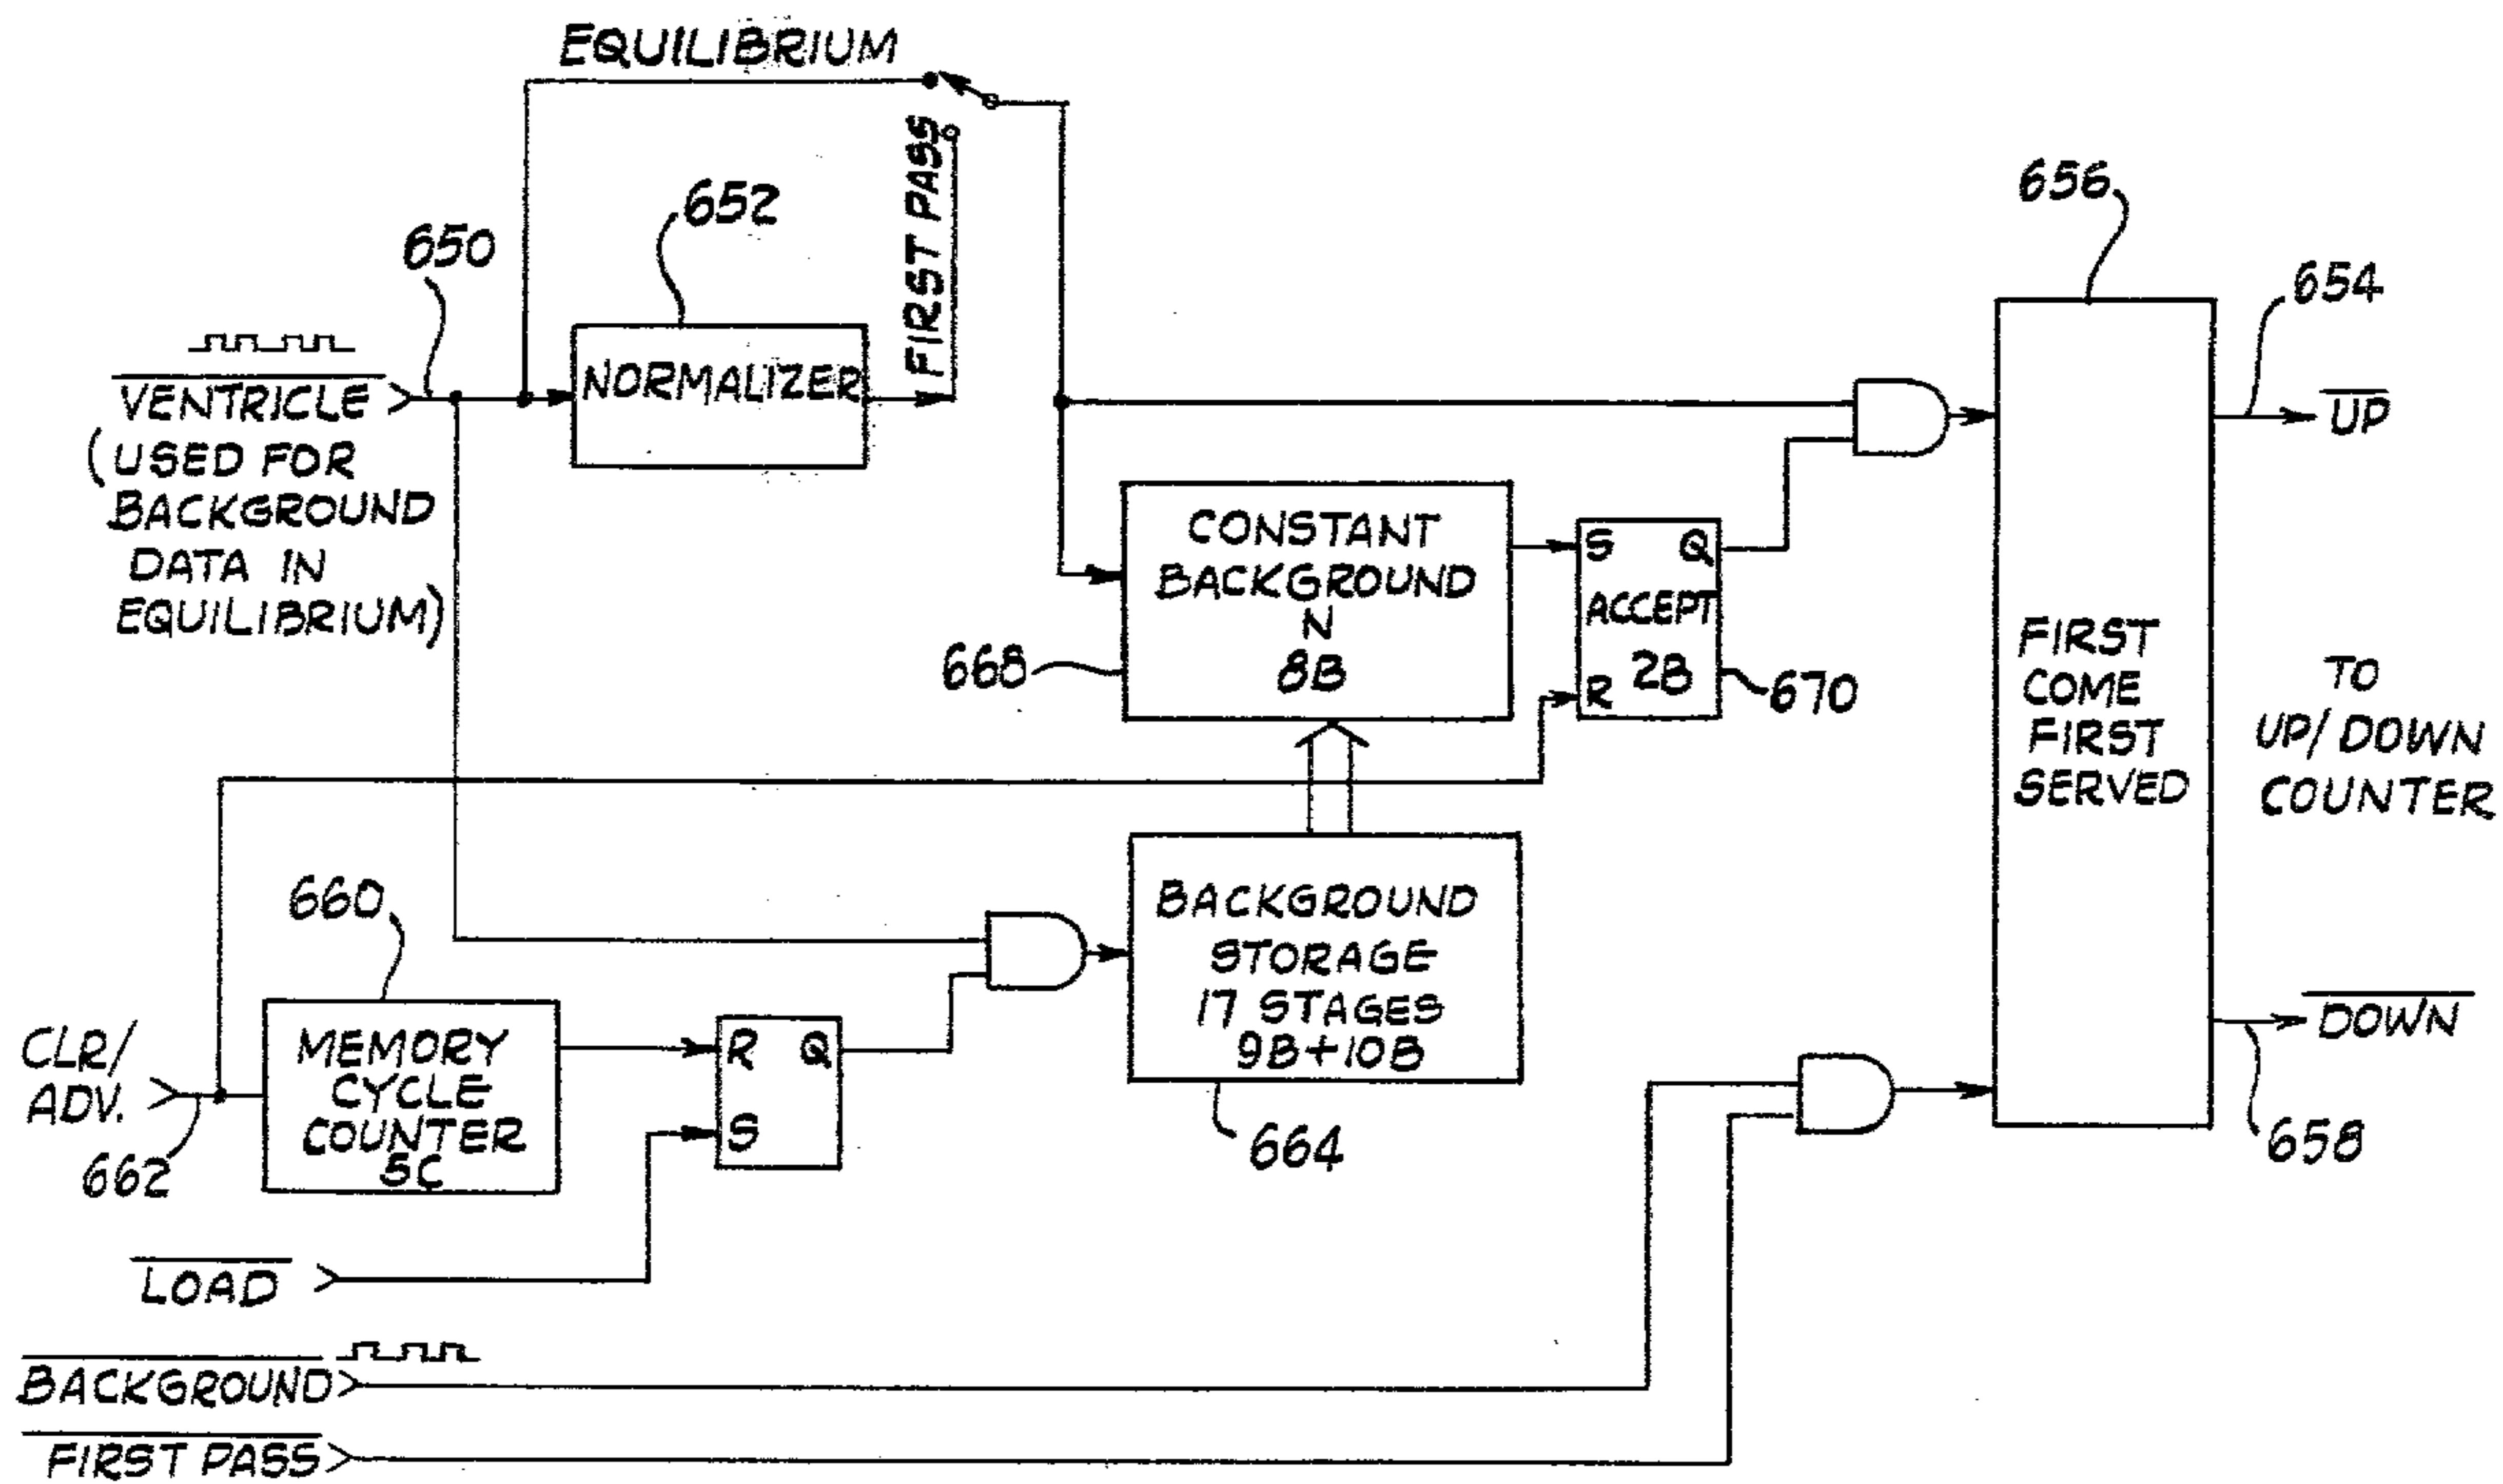 EQUILIBRIUM
FIRST PASS
652
650
656
654
VENTRICLE
(USED FOR
BACKGROUND
DATA IN
EQUILIBRIUM)
NORMALIZER
UP
CONSTANT
BACKGROUND
N
8B
668
S Q
ACCEPT
R 2B
670
FIRST
COME
FIRST
SERVED
TO
UP/DOWN
COUNTER
660
BACKGROUND
STORAGE
17 STAGES
9B+10B
664
CLR/
ADV.
662
MEMORY
CYCLE
COUNTER
5C
R Q
S
DOWN
658
LOAD
BACKGROUND
FIRST PASS